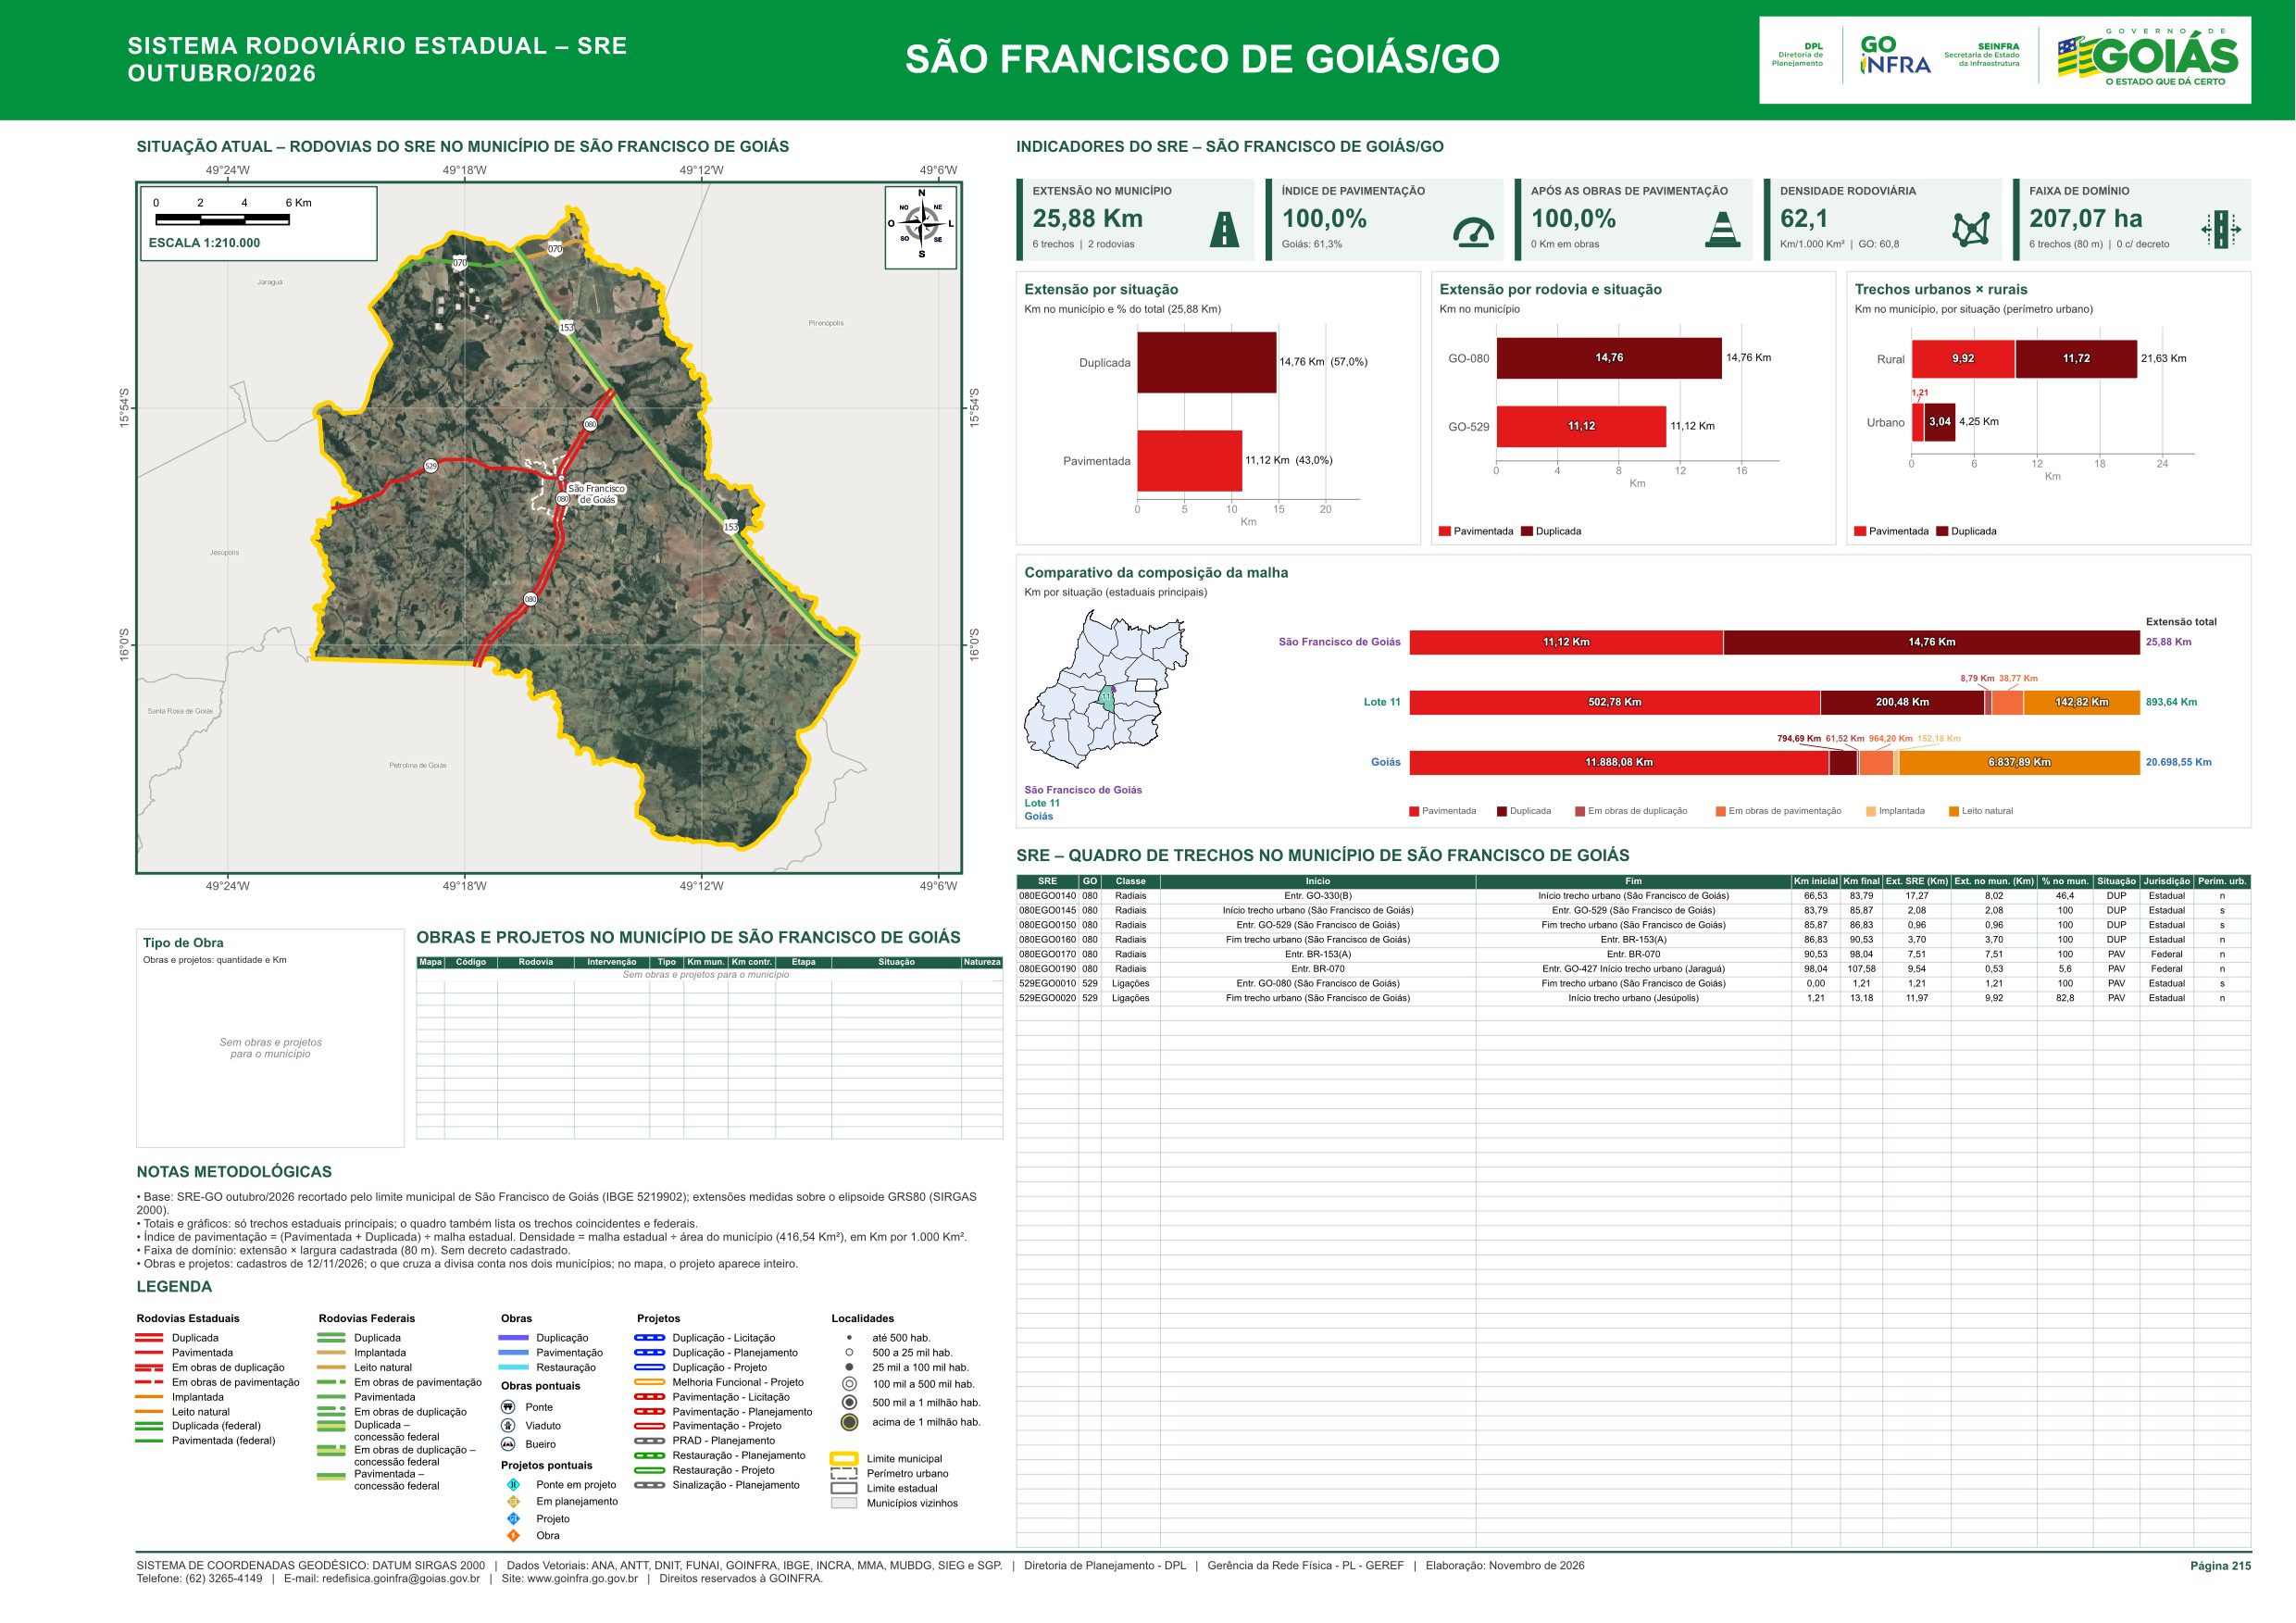 SISTEMA RODOVIÁRIO ESTADUAL – SRE
OUTUBRO/2026
SÃO FRANCISCO DE GOIÁS/GO
DPL
Diretoria de
Planejamento
GO
iNFRA
SEINFRA
Secretaria de Estado
da Infraestrutura
GOVERNO DE
GOIÁS
O ESTADO QUE DÁ CERTO
SITUAÇÃO ATUAL – RODOVIAS DO SRE NO MUNICÍPIO DE SÃO FRANCISCO DE GOIÁS
49°24'W 49°18'W 49°12'W 49°6'W
0 2 4 6 Km
ESCALA 1:210.000
N
NO NE
O L
SO SE
S
070
070
Jaraguá
Pirenópolis
153
15°54'S
15°54'S
080
529
São Francisco
de Goiás
080
153
Jesúpolis
080
16°0'S
16°0'S
Santa Rosa de Goiás
Petrolina de Goiás
49°24'W 49°18'W 49°12'W 49°6'W
INDICADORES DO SRE – SÃO FRANCISCO DE GOIÁS/GO
EXTENSÃO NO MUNICÍPIO
25,88 Km
6 trechos | 2 rodovias
ÍNDICE DE PAVIMENTAÇÃO
100,0%
Goiás: 61,3%
APÓS AS OBRAS DE PAVIMENTAÇÃO
100,0%
0 Km em obras
DENSIDADE RODOVIÁRIA
62,1
Km/1.000 Km² | GO: 60,8
FAIXA DE DOMÍNIO
207,07 ha
6 trechos (80 m) | 0 c/ decreto
Extensão por situação
Km no município e % do total (25,88 Km)
Duplicada 14,76 Km (57,0%)
Pavimentada 11,12 Km (43,0%)
0 5 10 15 20
Km
Extensão por rodovia e situação
Km no município
GO-080 14,76 14,76 Km
GO-529 11,12 11,12 Km
0 4 8 12 16
Km
Pavimentada Duplicada
Trechos urbanos × rurais
Km no município, por situação (perímetro urbano)
Rural 9,92 11,72 21,63 Km
1,21
Urbano 3,04 4,25 Km
0 6 12 18 24
Km
Pavimentada Duplicada
Comparativo da composição da malha
Km por situação (estaduais principais)
Extensão total
São Francisco de Goiás 11,12 Km 14,76 Km 25,88 Km
8,79 Km 38,77 Km
Lote 11 502,78 Km 200,48 Km 142,82 Km 893,64 Km
794,69 Km 61,52 Km 964,20 Km 152,18 Km
Goiás 11.888,08 Km 6.837,89 Km 20.698,55 Km
São Francisco de Goiás
Lote 11
Goiás
Pavimentada Duplicada Em obras de duplicação Em obras de pavimentação Implantada Leito natural
SRE – QUADRO DE TRECHOS NO MUNICÍPIO DE SÃO FRANCISCO DE GOIÁS
SRE GO Classe Início Fim Km inicial Km final Ext. SRE (Km) Ext. no mun. (Km) % no mun. Situação Jurisdição Perím. urb.
080EGO0140 080 Radiais Entr. GO-330(B) Início trecho urbano (São Francisco de Goiás) 66,53 83,79 17,27 8,02 46,4 DUP Estadual n
080EGO0145 080 Radiais Início trecho urbano (São Francisco de Goiás) Entr. GO-529 (São Francisco de Goiás) 83,79 85,87 2,08 2,08 100 DUP Estadual s
080EGO0150 080 Radiais Entr. GO-529 (São Francisco de Goiás) Fim trecho urbano (São Francisco de Goiás) 85,87 86,83 0,96 0,96 100 DUP Estadual s
080EGO0160 080 Radiais Fim trecho urbano (São Francisco de Goiás) Entr. BR-153(A) 86,83 90,53 3,70 3,70 100 DUP Estadual n
080EGO0170 080 Radiais Entr. BR-153(A) Entr. BR-070 90,53 98,04 7,51 7,51 100 PAV Federal n
080EGO0190 080 Radiais Entr. BR-070 Entr. GO-427 Início trecho urbano (Jaraguá) 98,04 107,58 9,54 0,53 5,6 PAV Federal n
529EGO0010 529 Ligações Entr. GO-080 (São Francisco de Goiás) Fim trecho urbano (São Francisco de Goiás) 0,00 1,21 1,21 1,21 100 PAV Estadual s
529EGO0020 529 Ligações Fim trecho urbano (São Francisco de Goiás) Início trecho urbano (Jesúpolis) 1,21 13,18 11,97 9,92 82,8 PAV Estadual n
Tipo de Obra
Obras e projetos: quantidade e Km
Sem obras e projetos
para o município
OBRAS E PROJETOS NO MUNICÍPIO DE SÃO FRANCISCO DE GOIÁS
Mapa Código Rodovia Intervenção Tipo Km mun. Km contr. Etapa Situação Natureza
Sem obras e projetos para o município
NOTAS METODOLÓGICAS
• Base: SRE-GO outubro/2026 recortado pelo limite municipal de São Francisco de Goiás (IBGE 5219902); extensões medidas sobre o elipsoide GRS80 (SIRGAS
2000).
• Totais e gráficos: só trechos estaduais principais; o quadro também lista os trechos coincidentes e federais.
• Índice de pavimentação = (Pavimentada + Duplicada) ÷ malha estadual. Densidade = malha estadual ÷ área do município (416,54 Km²), em Km por 1.000 Km².
• Faixa de domínio: extensão × largura cadastrada (80 m). Sem decreto cadastrado.
• Obras e projetos: cadastros de 12/11/2026; o que cruza a divisa conta nos dois municípios; no mapa, o projeto aparece inteiro.
LEGENDA
Rodovias Estaduais
Duplicada
Pavimentada
Em obras de duplicação
Em obras de pavimentação
Implantada
Leito natural
Duplicada (federal)
Pavimentada (federal)
Rodovias Federais
Duplicada
Implantada
Leito natural
Em obras de pavimentação
Pavimentada
Em obras de duplicação
Duplicada –
concessão federal
Em obras de duplicação –
concessão federal
Pavimentada –
concessão federal
Obras
Duplicação
Pavimentação
Restauração
Obras pontuais
Ponte
Viaduto
Bueiro
Projetos pontuais
Ponte em projeto
Em planejamento
Projeto
Obra
Projetos
Duplicação - Licitação
Duplicação - Planejamento
Duplicação - Projeto
Melhoria Funcional - Projeto
Pavimentação - Licitação
Pavimentação - Planejamento
Pavimentação - Projeto
PRAD - Planejamento
Restauração - Planejamento
Restauração - Projeto
Sinalização - Planejamento
Localidades
até 500 hab.
500 a 25 mil hab.
25 mil a 100 mil hab.
100 mil a 500 mil hab.
500 mil a 1 milhão hab.
acima de 1 milhão hab.
Limite municipal
Perímetro urbano
Limite estadual
Municípios vizinhos
SISTEMA DE COORDENADAS GEODÉSICO: DATUM SIRGAS 2000 | Dados Vetoriais: ANA, ANTT, DNIT, FUNAI, GOINFRA, IBGE, INCRA, MMA, MUBDG, SIEG e SGP. | Diretoria de Planejamento - DPL | Gerência da Rede Física - PL - GEREF | Elaboração: Novembro de 2026
Página 215
Telefone: (62) 3265-4149 | E-mail: redefisica.goinfra@goias.gov.br | Site: www.goinfra.go.gov.br | Direitos reservados à GOINFRA.